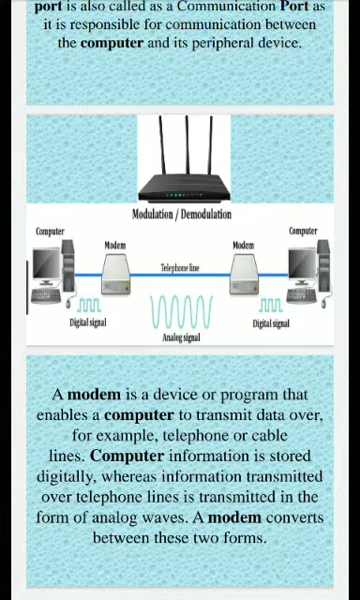 port is also called as a Communication Port as
it is responsible for communication between
the computer and its peripheral device.
Modulation / Demodulation
Computer
Computer
Modem
Modem
Telephone line
Digital signal
Digital signal
Analog signal
A modem is a device or program that
enables a computer to transmit data over,
for example, telephone or cable
lines. Computer information is stored
digitally, whereas information transmitted
over telephone lines is transmitted in the
form of analog waves. A modem converts
between these two forms.